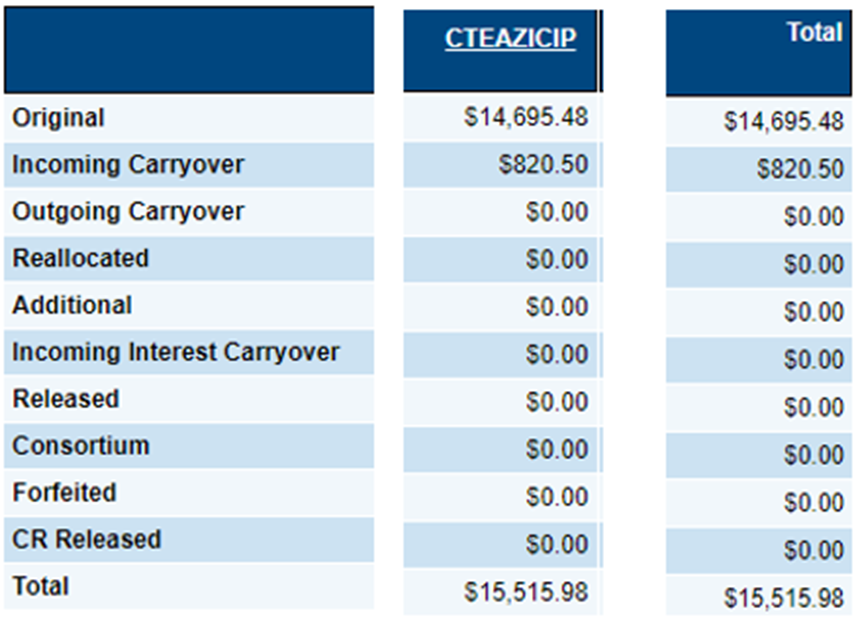 CTEAZICIP Total
Original $14,695.48 $14,695.48
Incoming Carryover $820.50 $820.50
Outgoing Carryover $0.00 $0.00
Reallocated $0.00 $0.00
Additional $0.00 $0.00
Incoming Interest Carryover $0.00 $0.00
Released $0.00 $0.00
Consortium $0.00 $0.00
Forfeited $0.00 $0.00
CR Released $0.00 $0.00
Total $15,515.98 $15,515.98